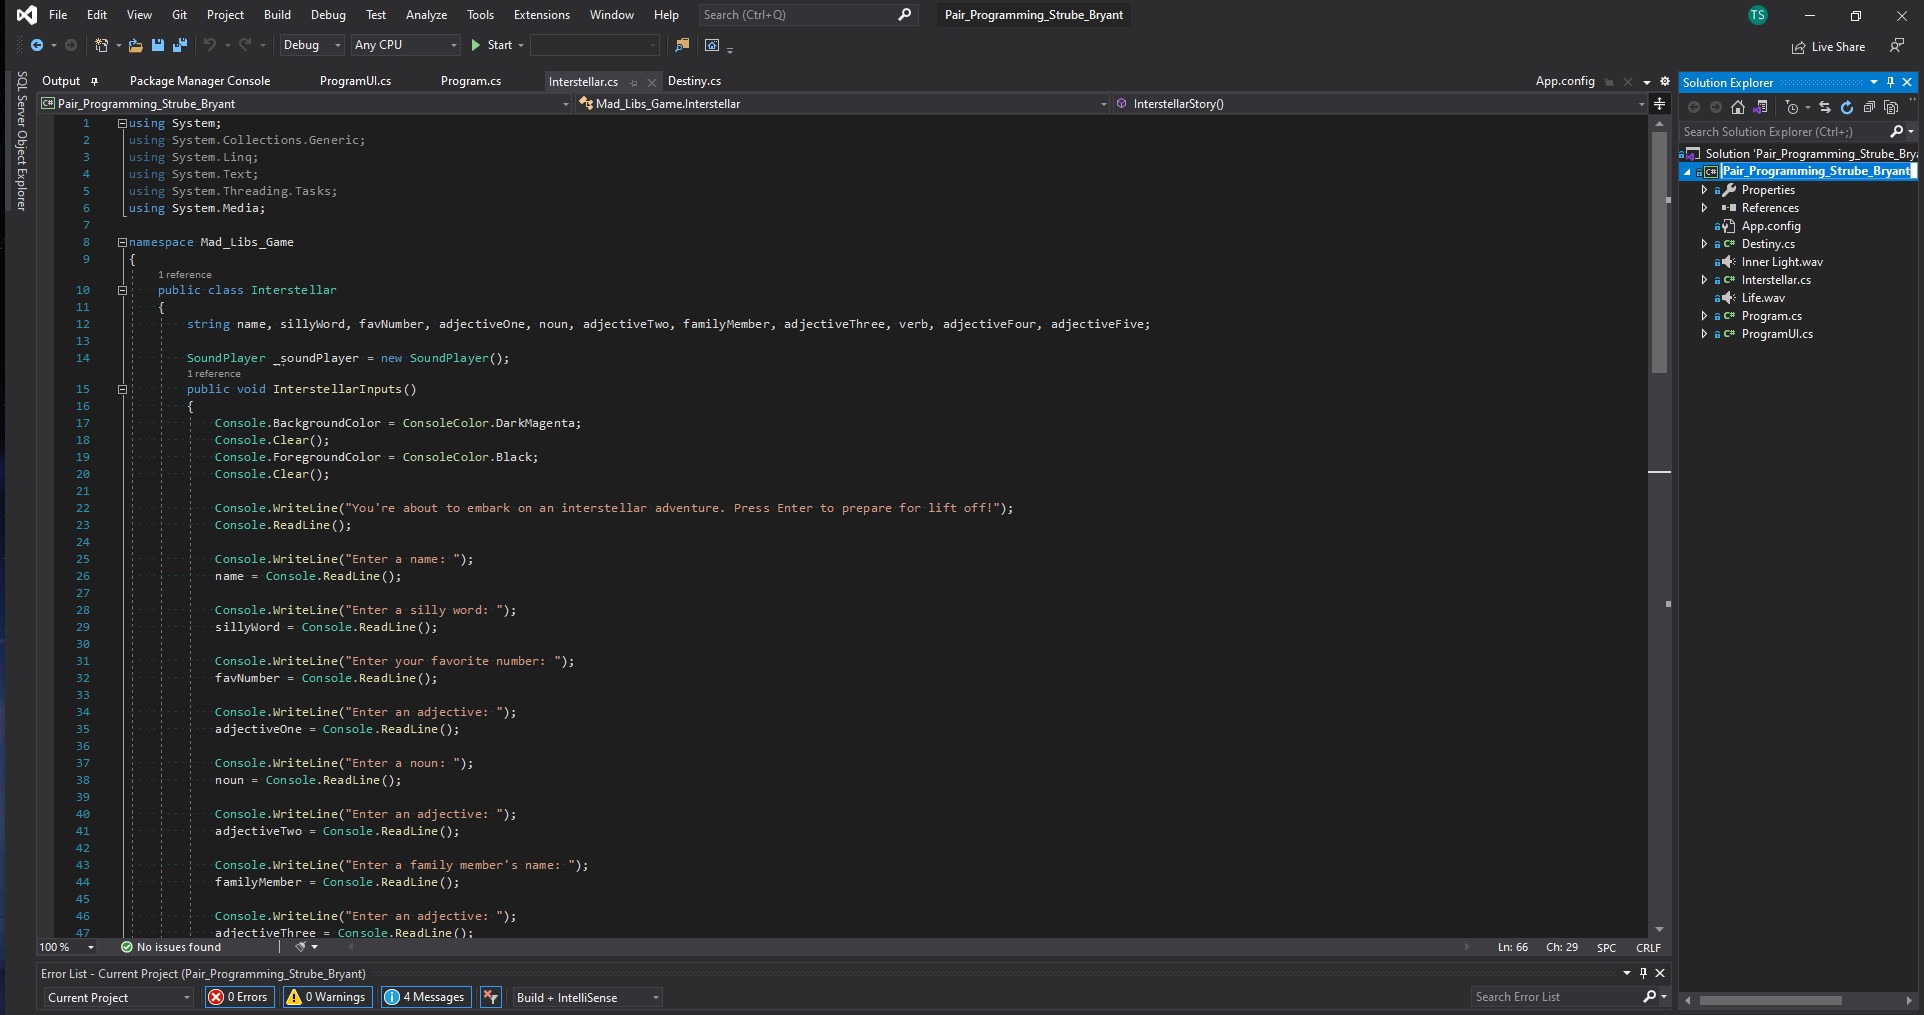 File Edit View Git Project Build Debug Test Analyze Tools Extensions Window Help Search (Ctrl+Q) Pair_Programming_Strube_Bryant TS
Debug Any CPU Start Live Share
SQL Server Object Explorer
Output Package Manager Console ProgramUI.cs Program.cs Interstellar.cs Destiny.cs App.config
Pair_Programming_Strube_Bryant Mad_Libs_Game.Interstellar InterstellarStory()
1 using System;
2 using System.Collections.Generic;
3 using System.Linq;
4 using System.Text;
5 using System.Threading.Tasks;
6 using System.Media;
7
8 namespace Mad_Libs_Game
9 {
1 reference
10 public class Interstellar
11 {
12 string name, sillyWord, favNumber, adjectiveOne, noun, adjectiveTwo, familyMember, adjectiveThree, verb, adjectiveFour, adjectiveFive;
13
14 SoundPlayer _soundPlayer = new SoundPlayer();
1 reference
15 public void InterstellarInputs()
16 {
17 Console.BackgroundColor = ConsoleColor.DarkMagenta;
18 Console.Clear();
19 Console.ForegroundColor = ConsoleColor.Black;
20 Console.Clear();
21
22 Console.WriteLine("You're about to embark on an interstellar adventure. Press Enter to prepare for lift off!");
23 Console.ReadLine();
24
25 Console.WriteLine("Enter a name: ");
26 name = Console.ReadLine();
27
28 Console.WriteLine("Enter a silly word: ");
29 sillyWord = Console.ReadLine();
30
31 Console.WriteLine("Enter your favorite number: ");
32 favNumber = Console.ReadLine();
33
34 Console.WriteLine("Enter an adjective: ");
35 adjectiveOne = Console.ReadLine();
36
37 Console.WriteLine("Enter a noun: ");
38 noun = Console.ReadLine();
39
40 Console.WriteLine("Enter an adjective: ");
41 adjectiveTwo = Console.ReadLine();
42
43 Console.WriteLine("Enter a family member's name: ");
44 familyMember = Console.ReadLine();
45
46 Console.WriteLine("Enter an adjective: ");
47 adjectiveThree = Console.ReadLine();
100 % No issues found Ln: 66 Ch: 29 SPC CRLF
Error List - Current Project (Pair_Programming_Strube_Bryant)
Current Project 0 Errors 0 Warnings 4 Messages Build + IntelliSense Search Error List
Solution Explorer
Search Solution Explorer (Ctrl+;)
Solution 'Pair_Programming_Strube_Brya
C# Pair_Programming_Strube_Bryant
Properties
References
App.config
C# Destiny.cs
Inner Light.wav
C# Interstellar.cs
Life.wav
C# Program.cs
C# ProgramUI.cs